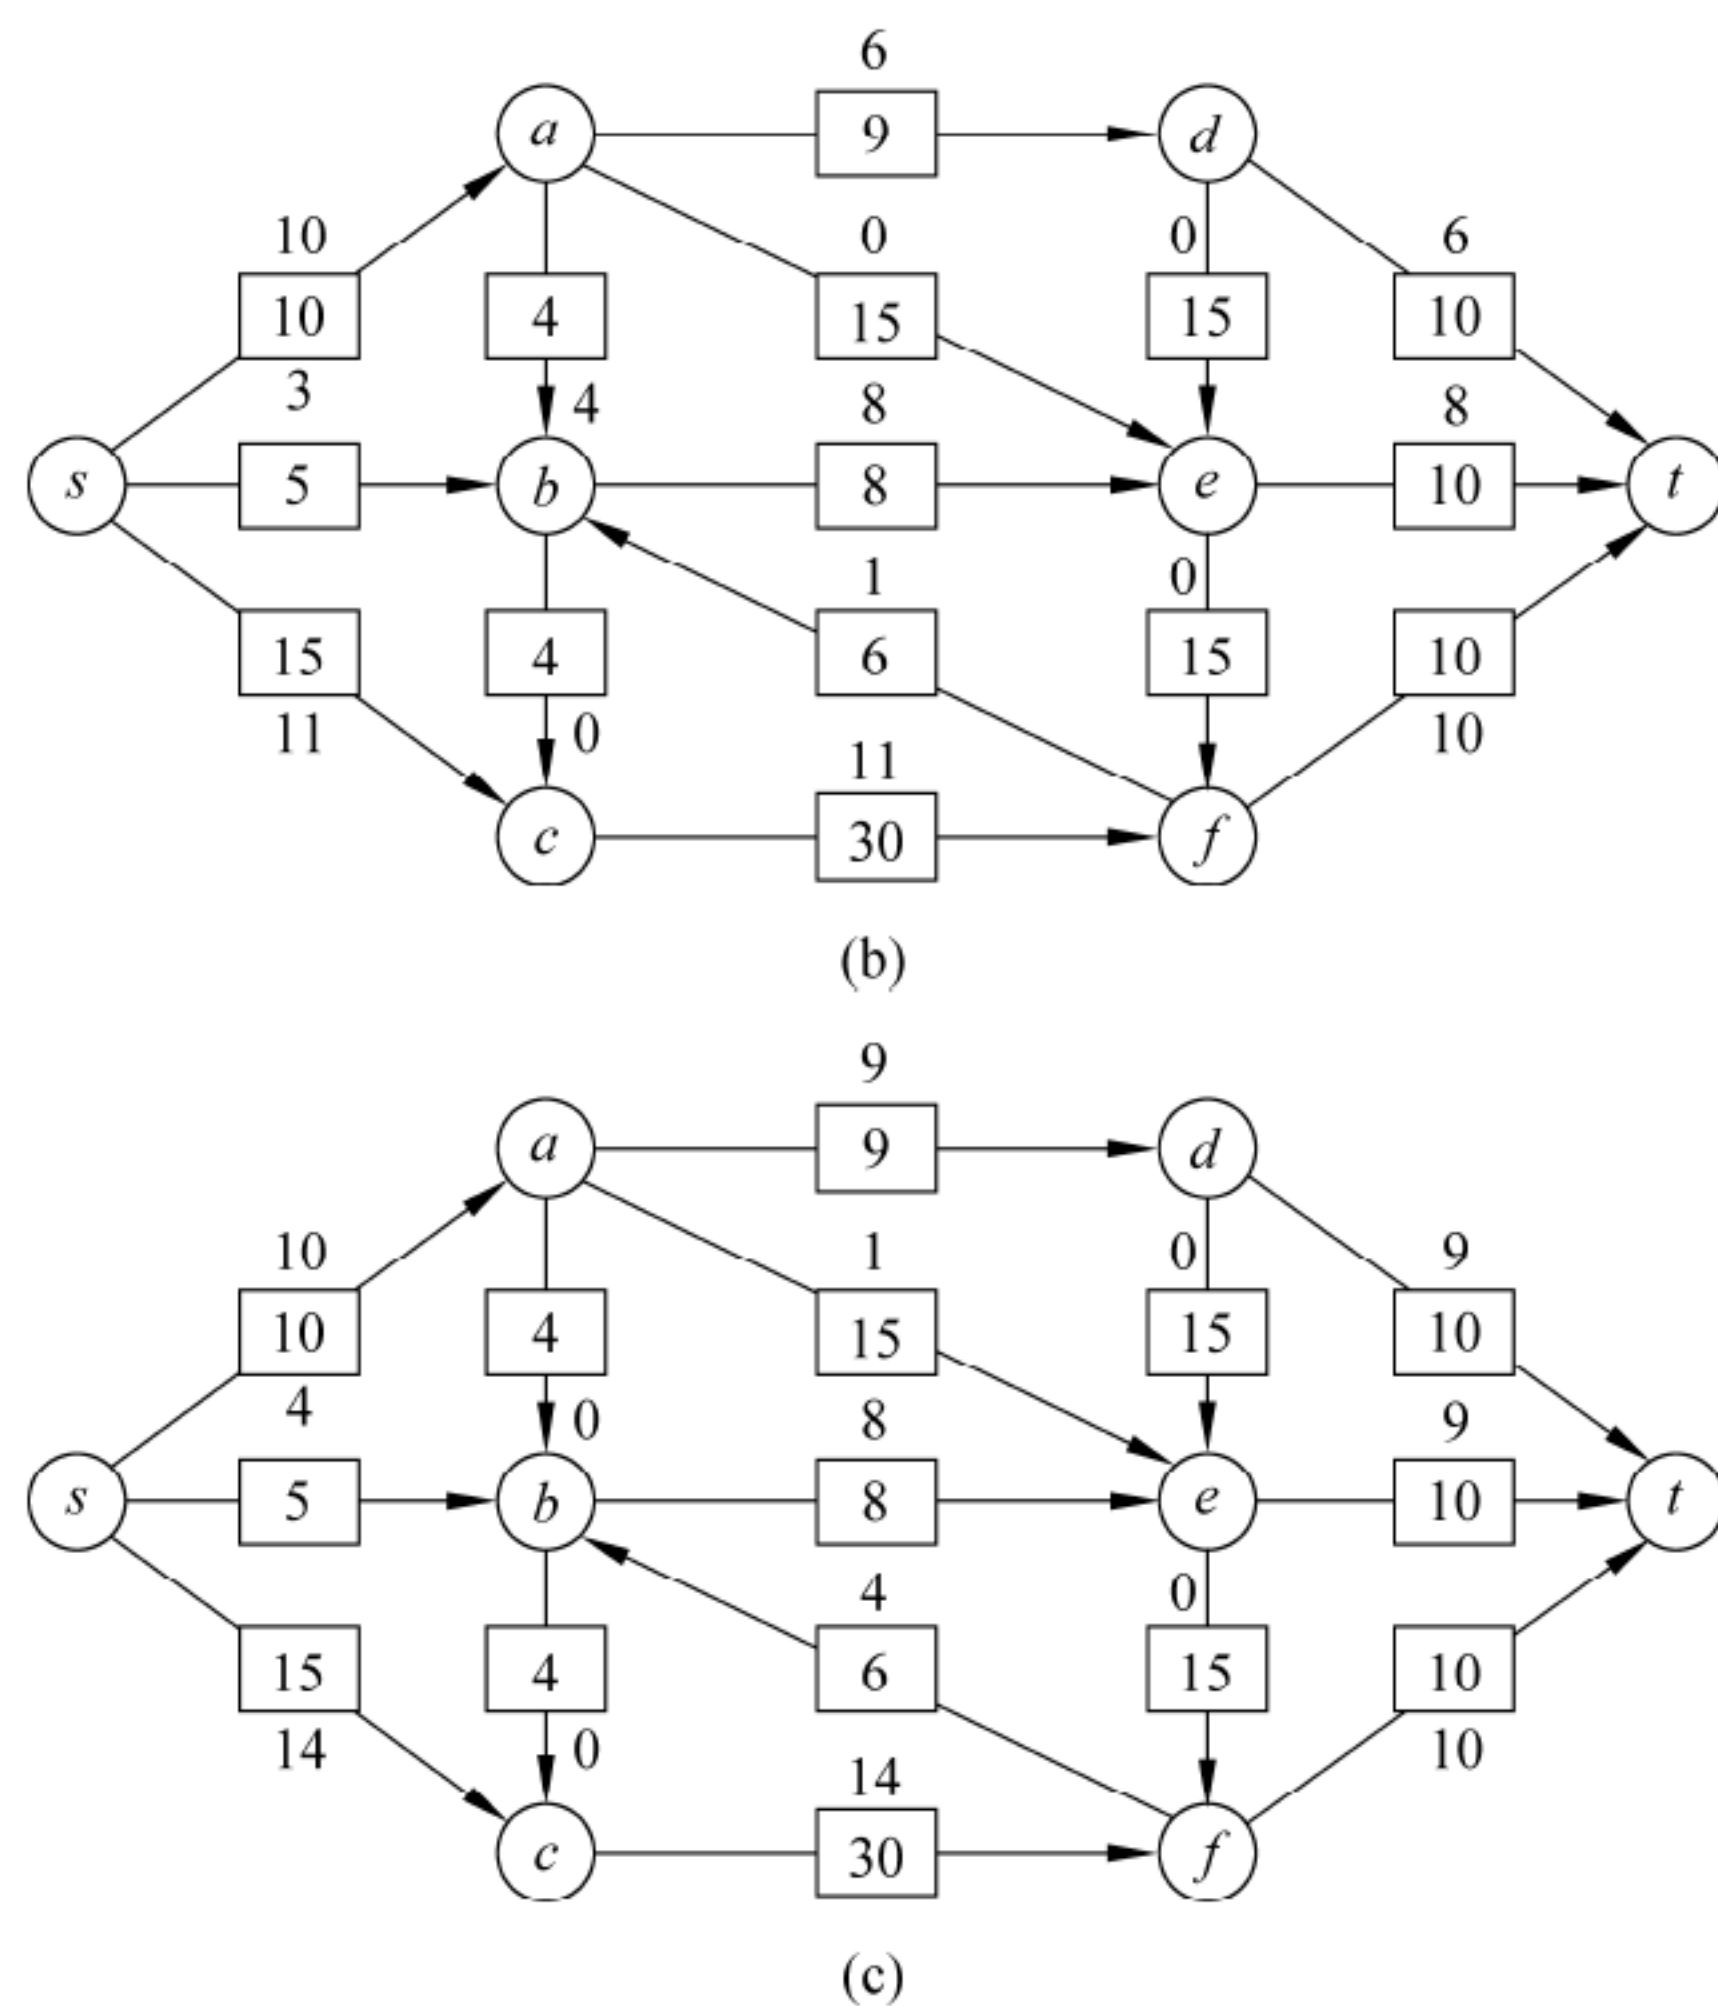 6
a 9 d
10 0 0 6
10 4 15 15 10
3 4 8 8
s 5 b 8 e 10 t
1 0
15 4 6 15 10
11 0 11 10
c 30 f
(b)
9
a 9 d
10 1 0 9
10 4 15 15 10
4 0 8 9
s 5 b 8 e 10 t
4 0
15 4 6 15 10
14 0 14 10
c 30 f
(c)